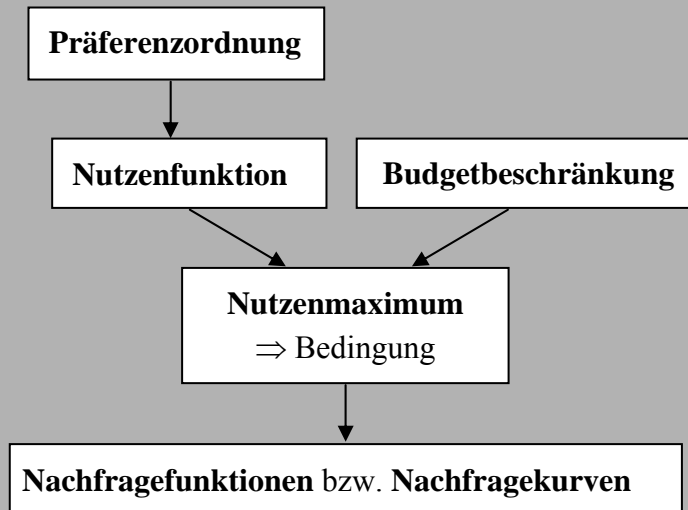 Präferenzordnung
Nutzenfunktion
Budgetbeschränkung
Nutzenmaximum
⇒ Bedingung
Nachfragefunktionen bzw. Nachfragekurven